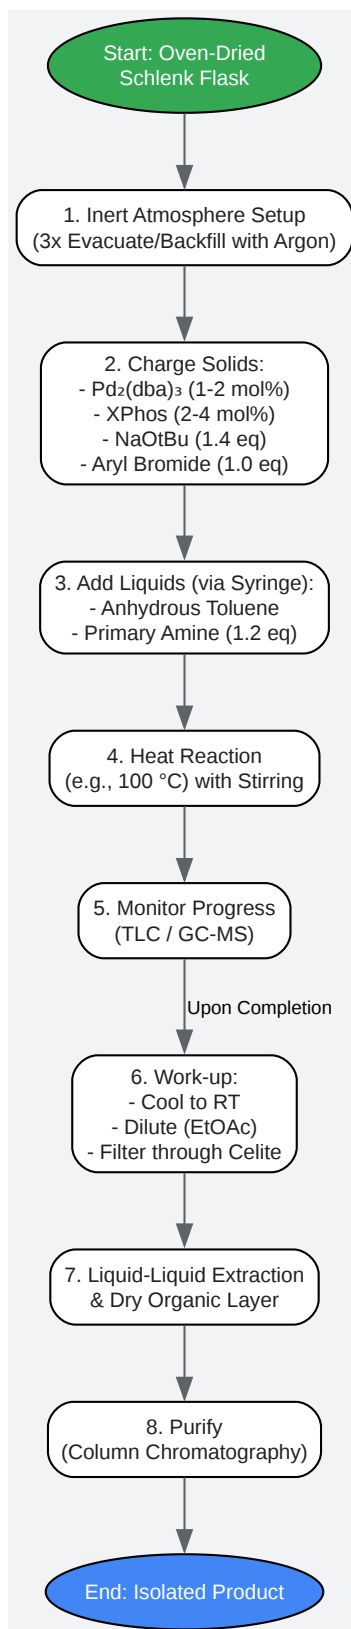 Start: Oven-Dried
Schlenk Flask
1. Inert Atmosphere Setup
(3x Evacuate/Backfill with Argon)
2. Charge Solids:
- Pd₂(dba)₃ (1-2 mol%)
- XPhos (2-4 mol%)
- NaOtBu (1.4 eq)
- Aryl Bromide (1.0 eq)
3. Add Liquids (via Syringe):
- Anhydrous Toluene
- Primary Amine (1.2 eq)
4. Heat Reaction
(e.g., 100 °C) with Stirring
5. Monitor Progress
(TLC / GC-MS)
Upon Completion
6. Work-up:
- Cool to RT
- Dilute (EtOAc)
- Filter through Celite
7. Liquid-Liquid Extraction
& Dry Organic Layer
8. Purify
(Column Chromatography)
End: Isolated Product